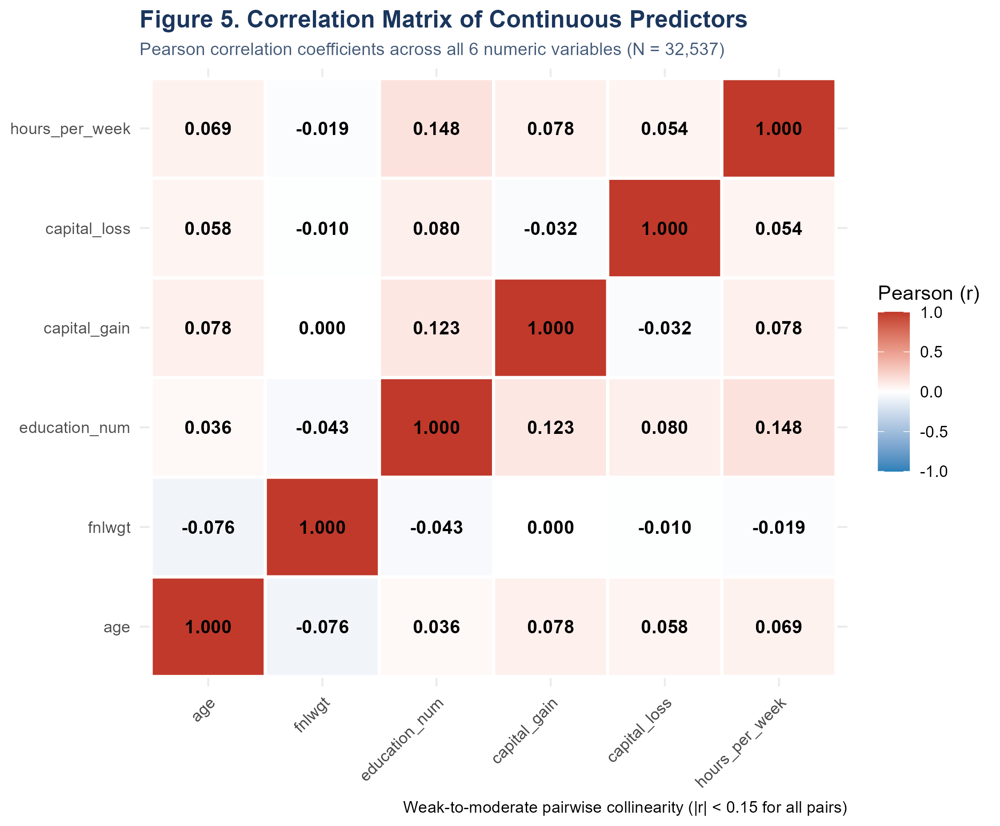 Figure 5. Correlation Matrix of Continuous Predictors
Pearson correlation coefficients across all 6 numeric variables (N = 32,537)
hours_per_week 0.069 -0.019 0.148 0.078 0.054 1.000
capital_loss 0.058 -0.010 0.080 -0.032 1.000 0.054
capital_gain 0.078 0.000 0.123 1.000 -0.032 0.078
education_num 0.036 -0.043 1.000 0.123 0.080 0.148
fnlwgt -0.076 1.000 -0.043 0.000 -0.010 -0.019
age 1.000 -0.076 0.036 0.078 0.058 0.069
age fnlwgt education_num capital_gain capital_loss hours_per_week
Pearson (r)
1.0
0.5
0.0
-0.5
-1.0
Weak-to-moderate pairwise collinearity (|r| < 0.15 for all pairs)